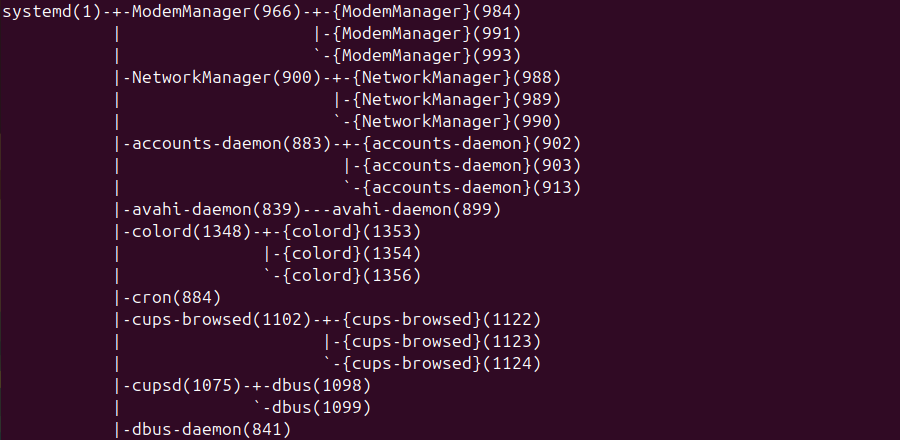 systemd(1)-+-ModemManager(966)-+-{ModemManager}(984)
           |                   |-{ModemManager}(991)
           |                   `-{ModemManager}(993)
           |-NetworkManager(900)-+-{NetworkManager}(988)
           |                     |-{NetworkManager}(989)
           |                     `-{NetworkManager}(990)
           |-accounts-daemon(883)-+-{accounts-daemon}(902)
           |                      |-{accounts-daemon}(903)
           |                      `-{accounts-daemon}(913)
           |-avahi-daemon(839)---avahi-daemon(899)
           |-colord(1348)-+-{colord}(1353)
           |              |-{colord}(1354)
           |              `-{colord}(1356)
           |-cron(884)
           |-cups-browsed(1102)-+-{cups-browsed}(1122)
           |                    |-{cups-browsed}(1123)
           |                    `-{cups-browsed}(1124)
           |-cupsd(1075)-+-dbus(1098)
           |             `-dbus(1099)
           |-dbus-daemon(841)